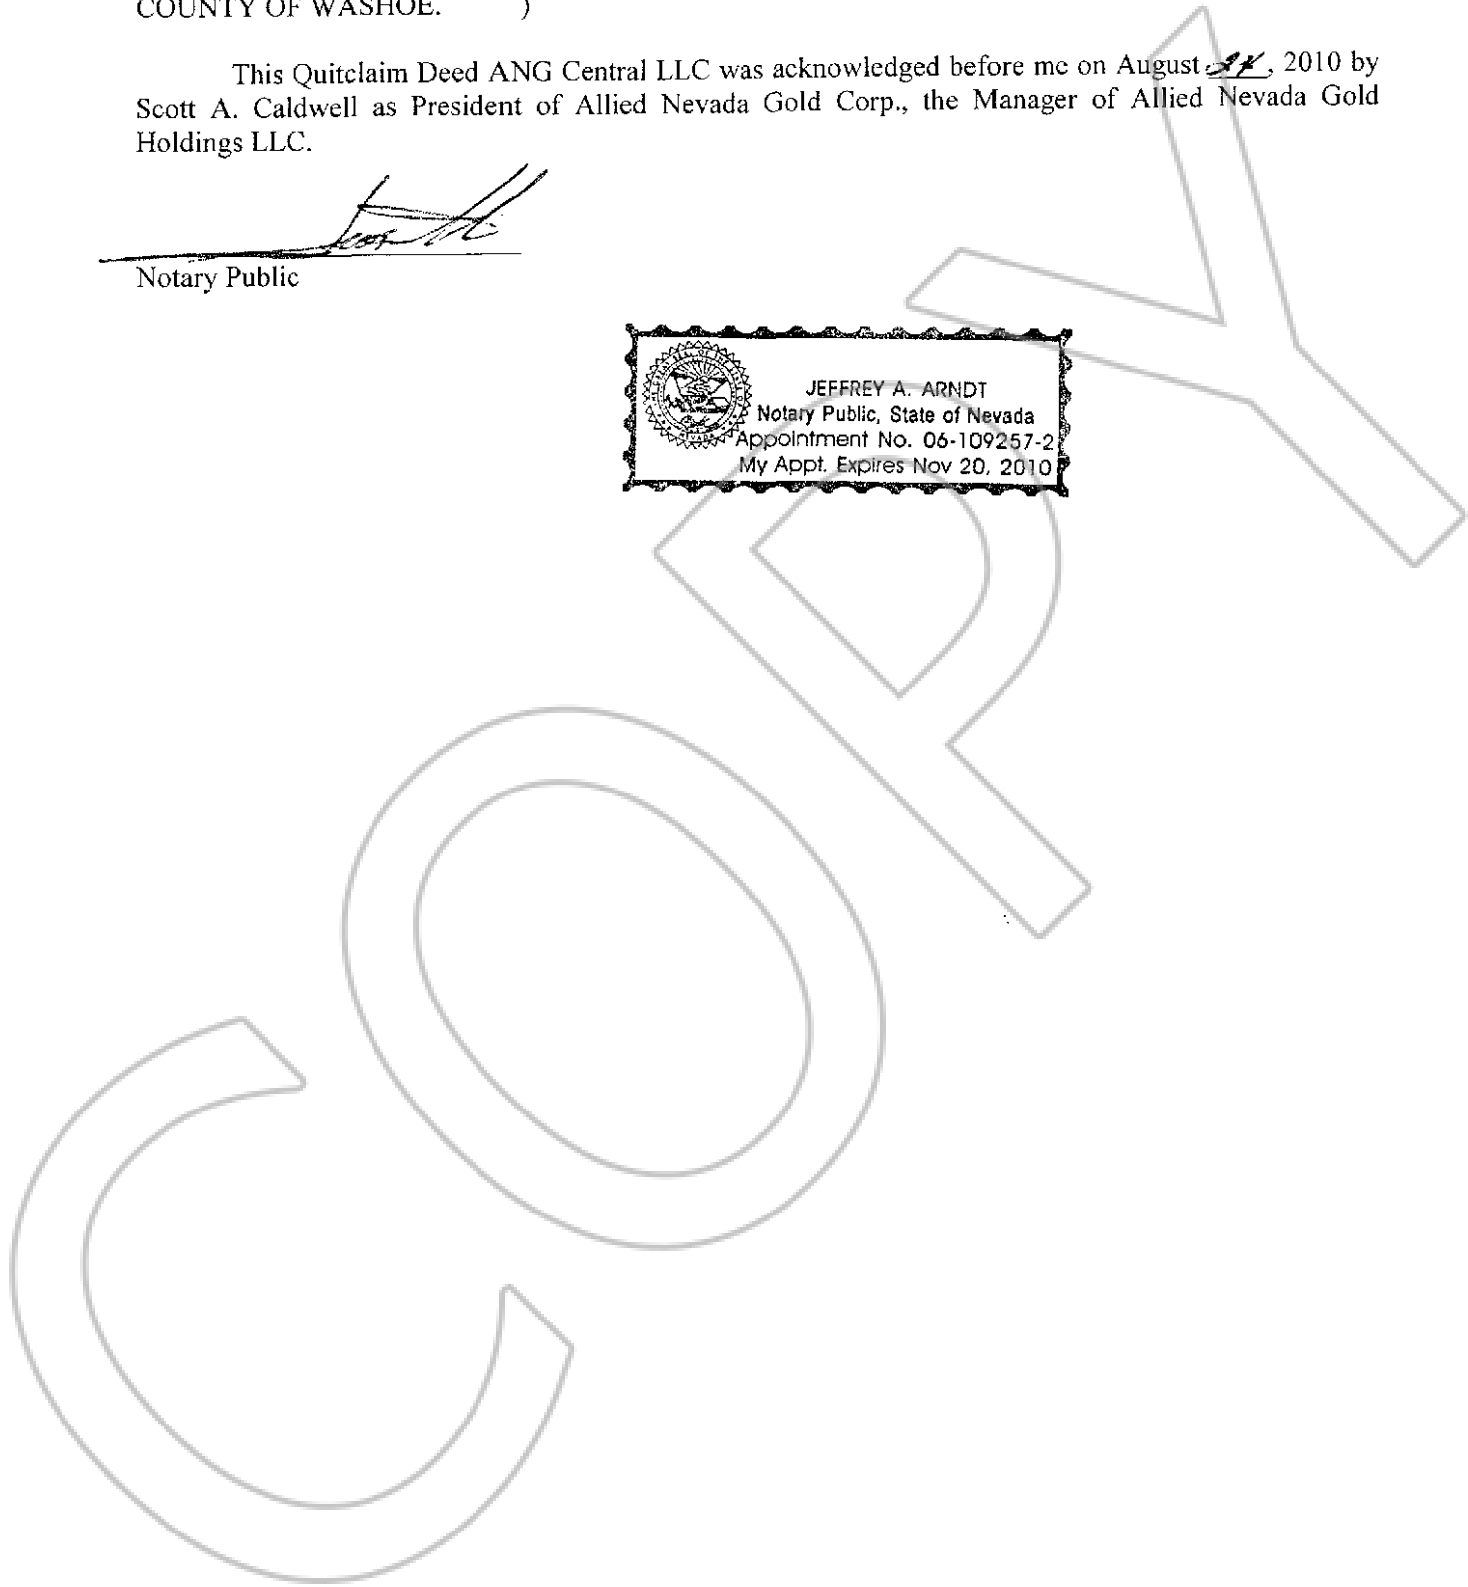 COUNTY OF WASHOE. )
This Quitclaim Deed ANG Central LLC was acknowledged before me on August , 2010 by
Scott A. Caldwell as President of Allied Nevada Gold Corp., the Manager of Allied Nevada Gold
Holdings LLC.
Notary Public
JEFFREY A. ARNDT
Notary Public, State of Nevada
Appointment No. 06-109257-2
My Appt. Expires Nov 20, 2010
COPY